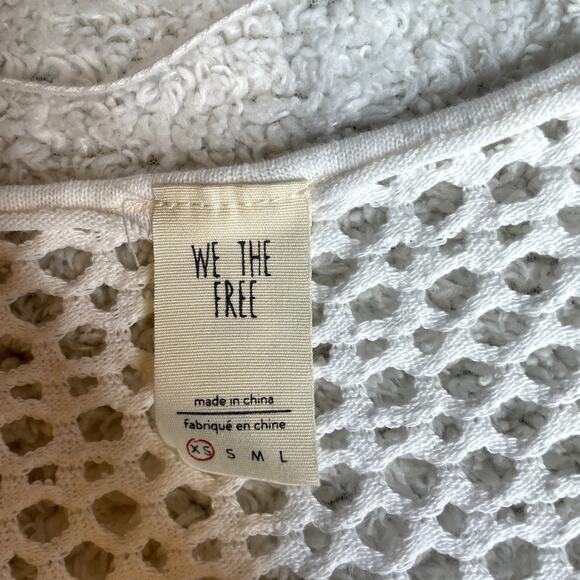 WE THE
FREE
made in china
fabriqué en chine
XS S M L